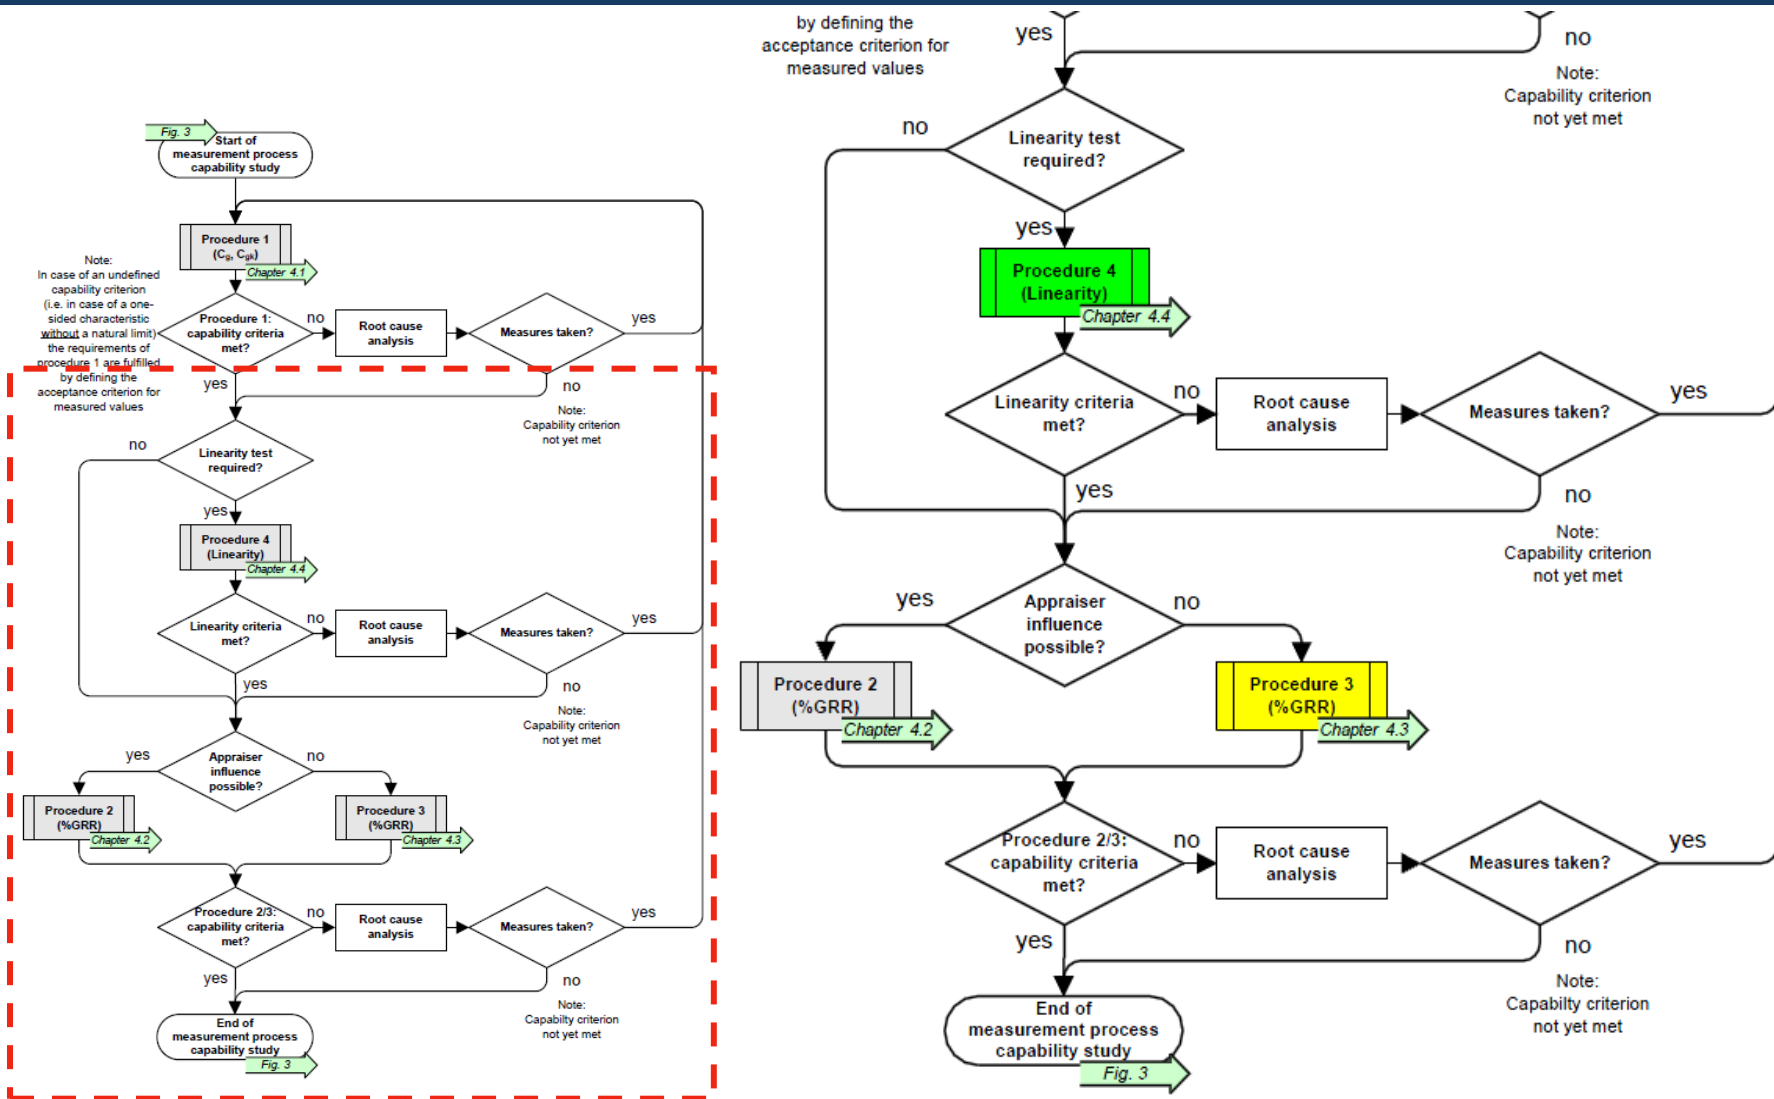 Fig. 3
Start of
measurement process
capability study
Procedure 1
(Cg, Cgk)
Chapter 4.1
Note:
In case of an undefined
capability criterion
(i.e. in case of a one-
sided characteristic
without a natural limit)
the requirements of
procedure 1 are fulfilled
by defining the
acceptance criterion for
measured values
Procedure 1:
capability criteria
met?
no
Root cause
analysis
Measures taken?
yes
yes
no
Note:
Capability criterion
not yet met
no
Linearity test
required?
yes
Procedure 4
(Linearity)
Chapter 4.4
Linearity criteria
met?
no
Root cause
analysis
Measures taken?
yes
yes
no
Note:
Capability criterion
not yet met
yes
Appraiser
influence
possible?
no
Procedure 2
(%GRR)
Chapter 4.2
Procedure 3
(%GRR)
Chapter 4.3
Procedure 2/3:
capability criteria
met?
no
Root cause
analysis
Measures taken?
yes
yes
no
Note:
Capabilty criterion
not yet met
End of
measurement process
capability study
Fig. 3
by defining the
acceptance criterion for
measured values
yes
no
Note:
Capability criterion
not yet met
no
Linearity test
required?
yes
Procedure 4
(Linearity)
Chapter 4.4
Linearity criteria
met?
no
Root cause
analysis
Measures taken?
yes
yes
no
Note:
Capability criterion
not yet met
yes
Appraiser
influence
possible?
no
Procedure 2
(%GRR)
Chapter 4.2
Procedure 3
(%GRR)
Chapter 4.3
Procedure 2/3:
capability criteria
met?
no
Root cause
analysis
Measures taken?
yes
yes
no
Note:
Capabilty criterion
not yet met
End of
measurement process
capability study
Fig. 3